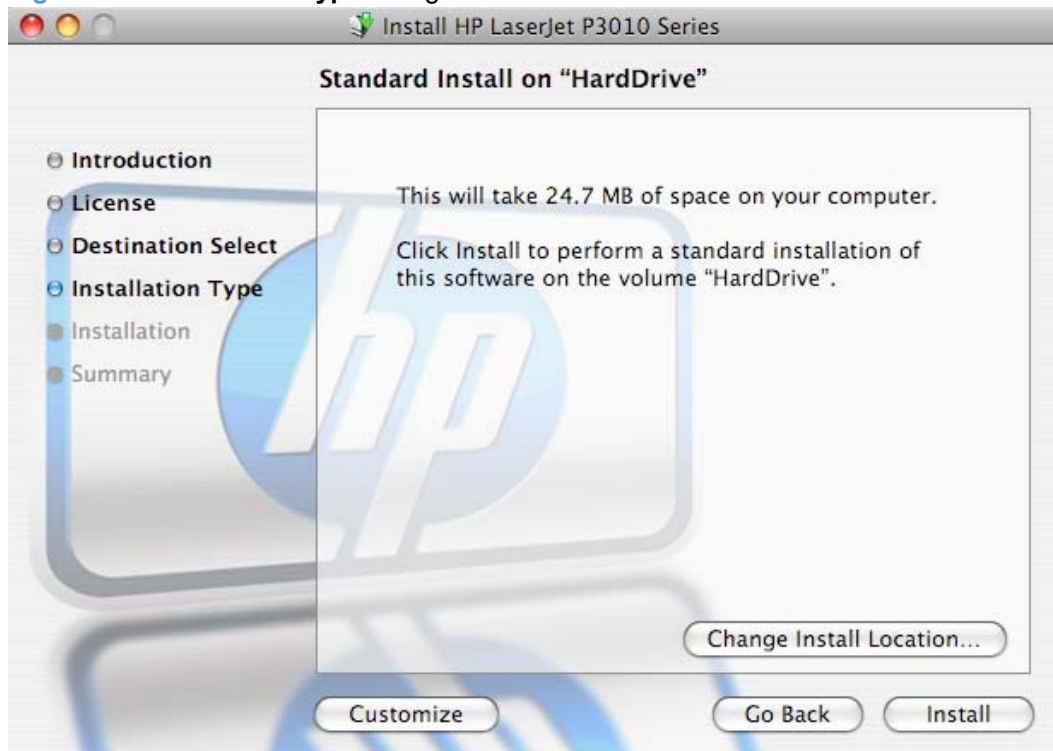 Install HP LaserJet P3010 Series
Standard Install on “HardDrive”
Introduction
License
Destination Select
Installation Type
Installation
Summary
This will take 24.7 MB of space on your computer.
Click Install to perform a standard installation of
this software on the volume “HardDrive”.
hp
Change Install Location...
Customize
Go Back
Install